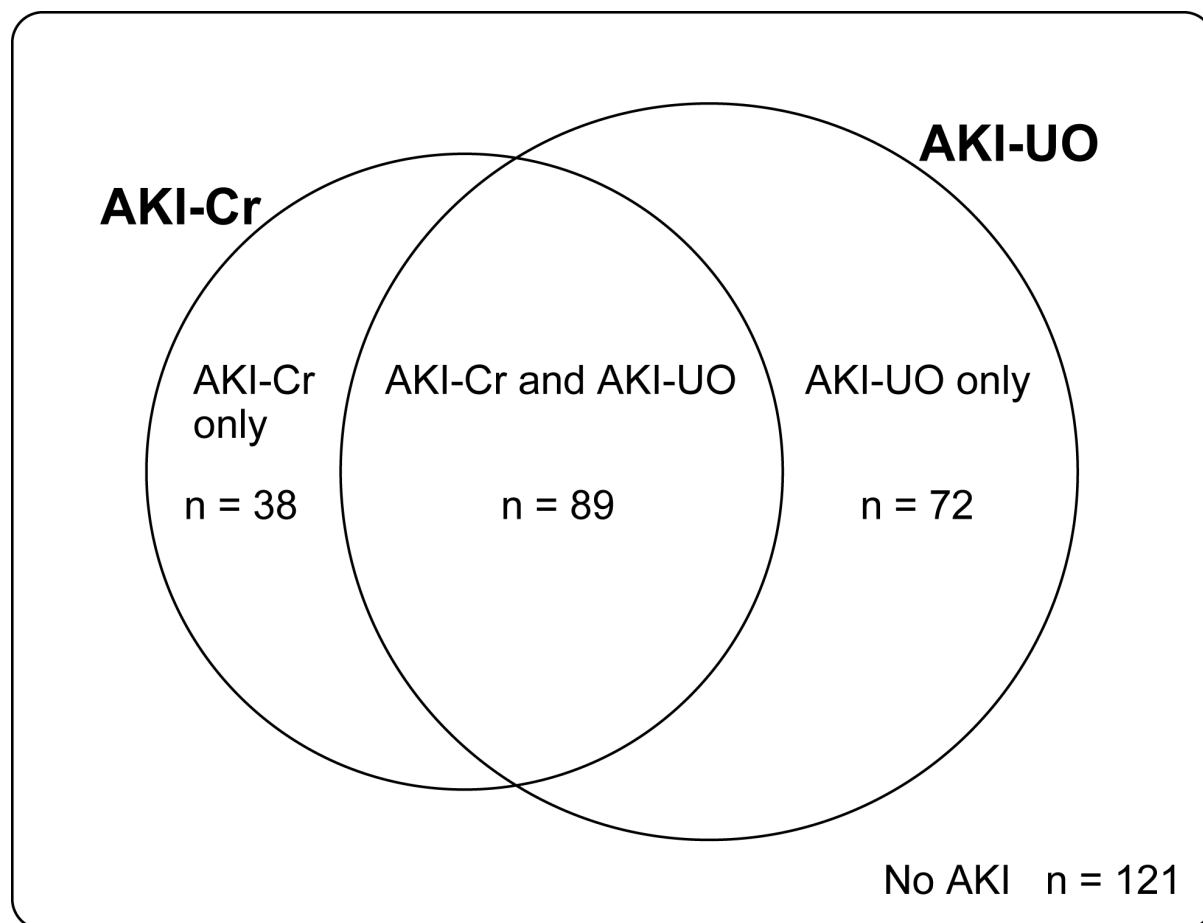 AKI-UO
AKI-Cr
AKI-Cr
only
AKI-Cr and AKI-UO
AKI-UO only
n = 38
n = 89
n = 72
No AKI n = 121